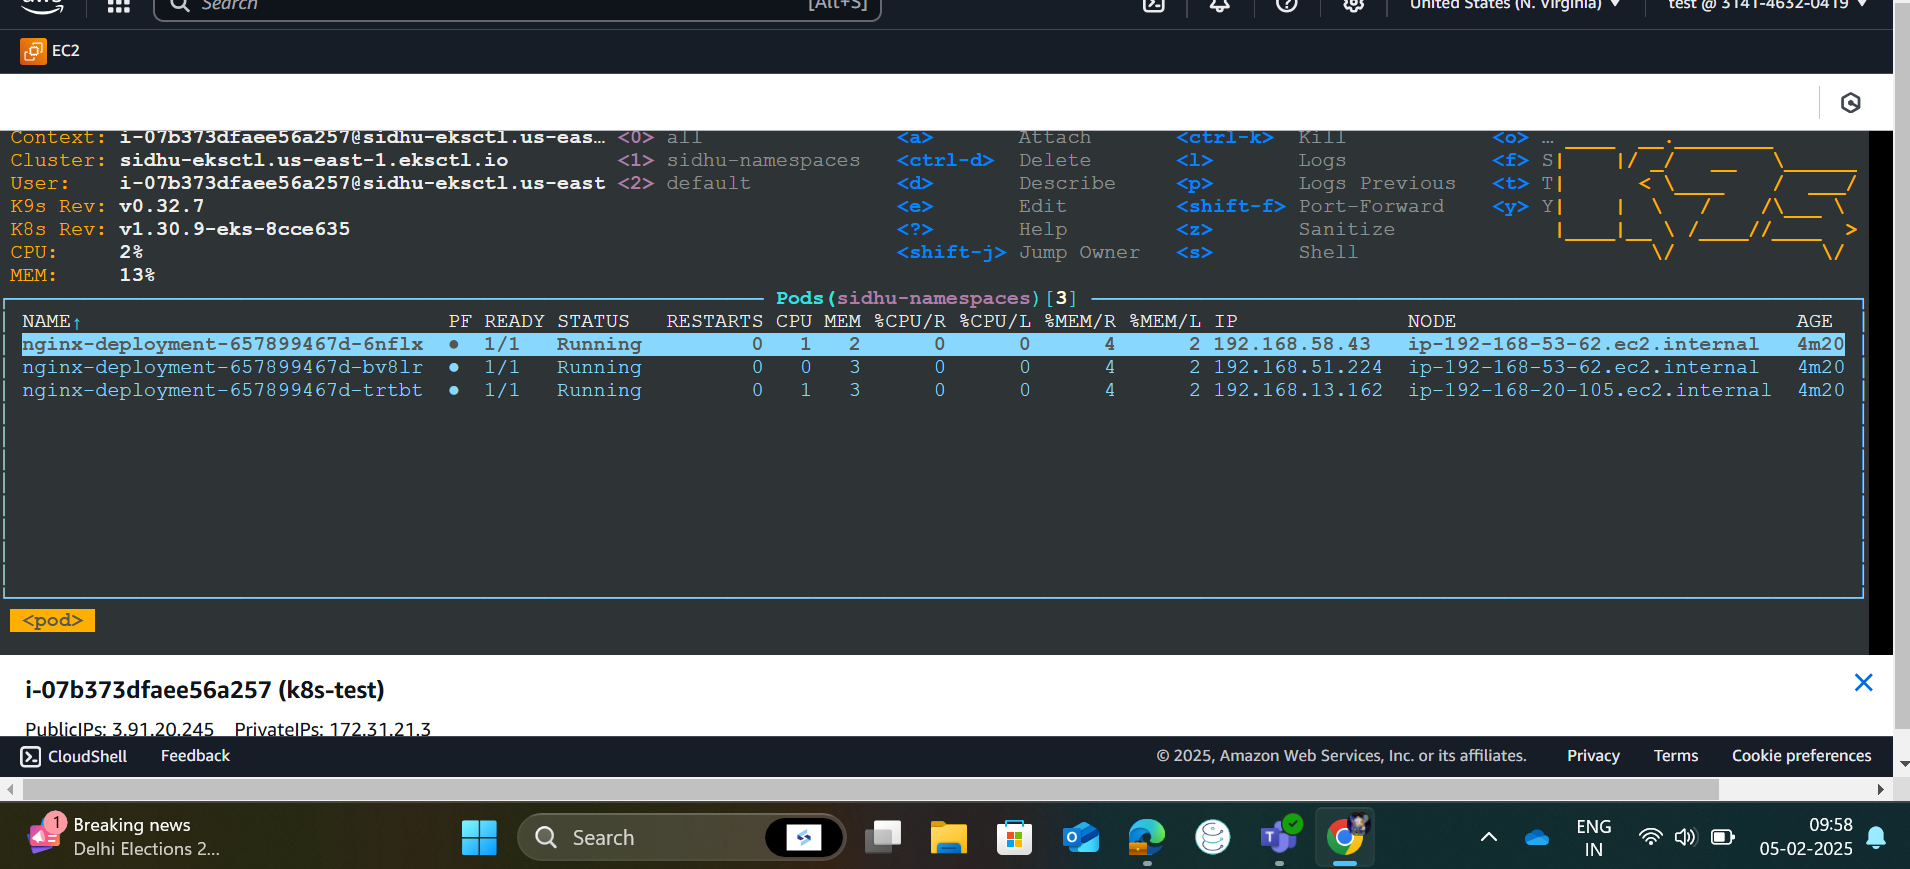 Search [Alt+S] United States (N. Virginia) test @ 3141-4632-0419
EC2
Context: i-07b373dfaee56a257@sidhu-eksctl.us-eas… <0> all <a> Attach <ctrl-k> Kill <o> …
Cluster: sidhu-eksctl.us-east-1.eksctl.io <1> sidhu-namespaces <ctrl-d> Delete <l> Logs <f> S
User: i-07b373dfaee56a257@sidhu-eksctl.us-east <2> default <d> Describe <p> Logs Previous <t> T
K9s Rev: v0.32.7 <e> Edit <shift-f> Port-Forward <y> Y
K8s Rev: v1.30.9-eks-8cce635 <?> Help <z> Sanitize
CPU: 2% <shift-j> Jump Owner <s> Shell
MEM: 13%
Pods(sidhu-namespaces)[3]
NAME↑ PF READY STATUS RESTARTS CPU MEM %CPU/R %CPU/L %MEM/R %MEM/L IP NODE AGE
nginx-deployment-657899467d-6nflx ● 1/1 Running 0 1 2 0 0 4 2 192.168.58.43 ip-192-168-53-62.ec2.internal 4m20
nginx-deployment-657899467d-bv8lr ● 1/1 Running 0 0 3 0 0 4 2 192.168.51.224 ip-192-168-53-62.ec2.internal 4m20
nginx-deployment-657899467d-trtbt ● 1/1 Running 0 1 3 0 0 4 2 192.168.13.162 ip-192-168-20-105.ec2.internal 4m20
<pod>
i-07b373dfaee56a257 (k8s-test)
PublicIPs: 3.91.20.245 PrivateIPs: 172.31.21.3
CloudShell Feedback © 2025, Amazon Web Services, Inc. or its affiliates. Privacy Terms Cookie preferences
1 Breaking news
Delhi Elections 2...
Search
ENG
IN
09:58
05-02-2025